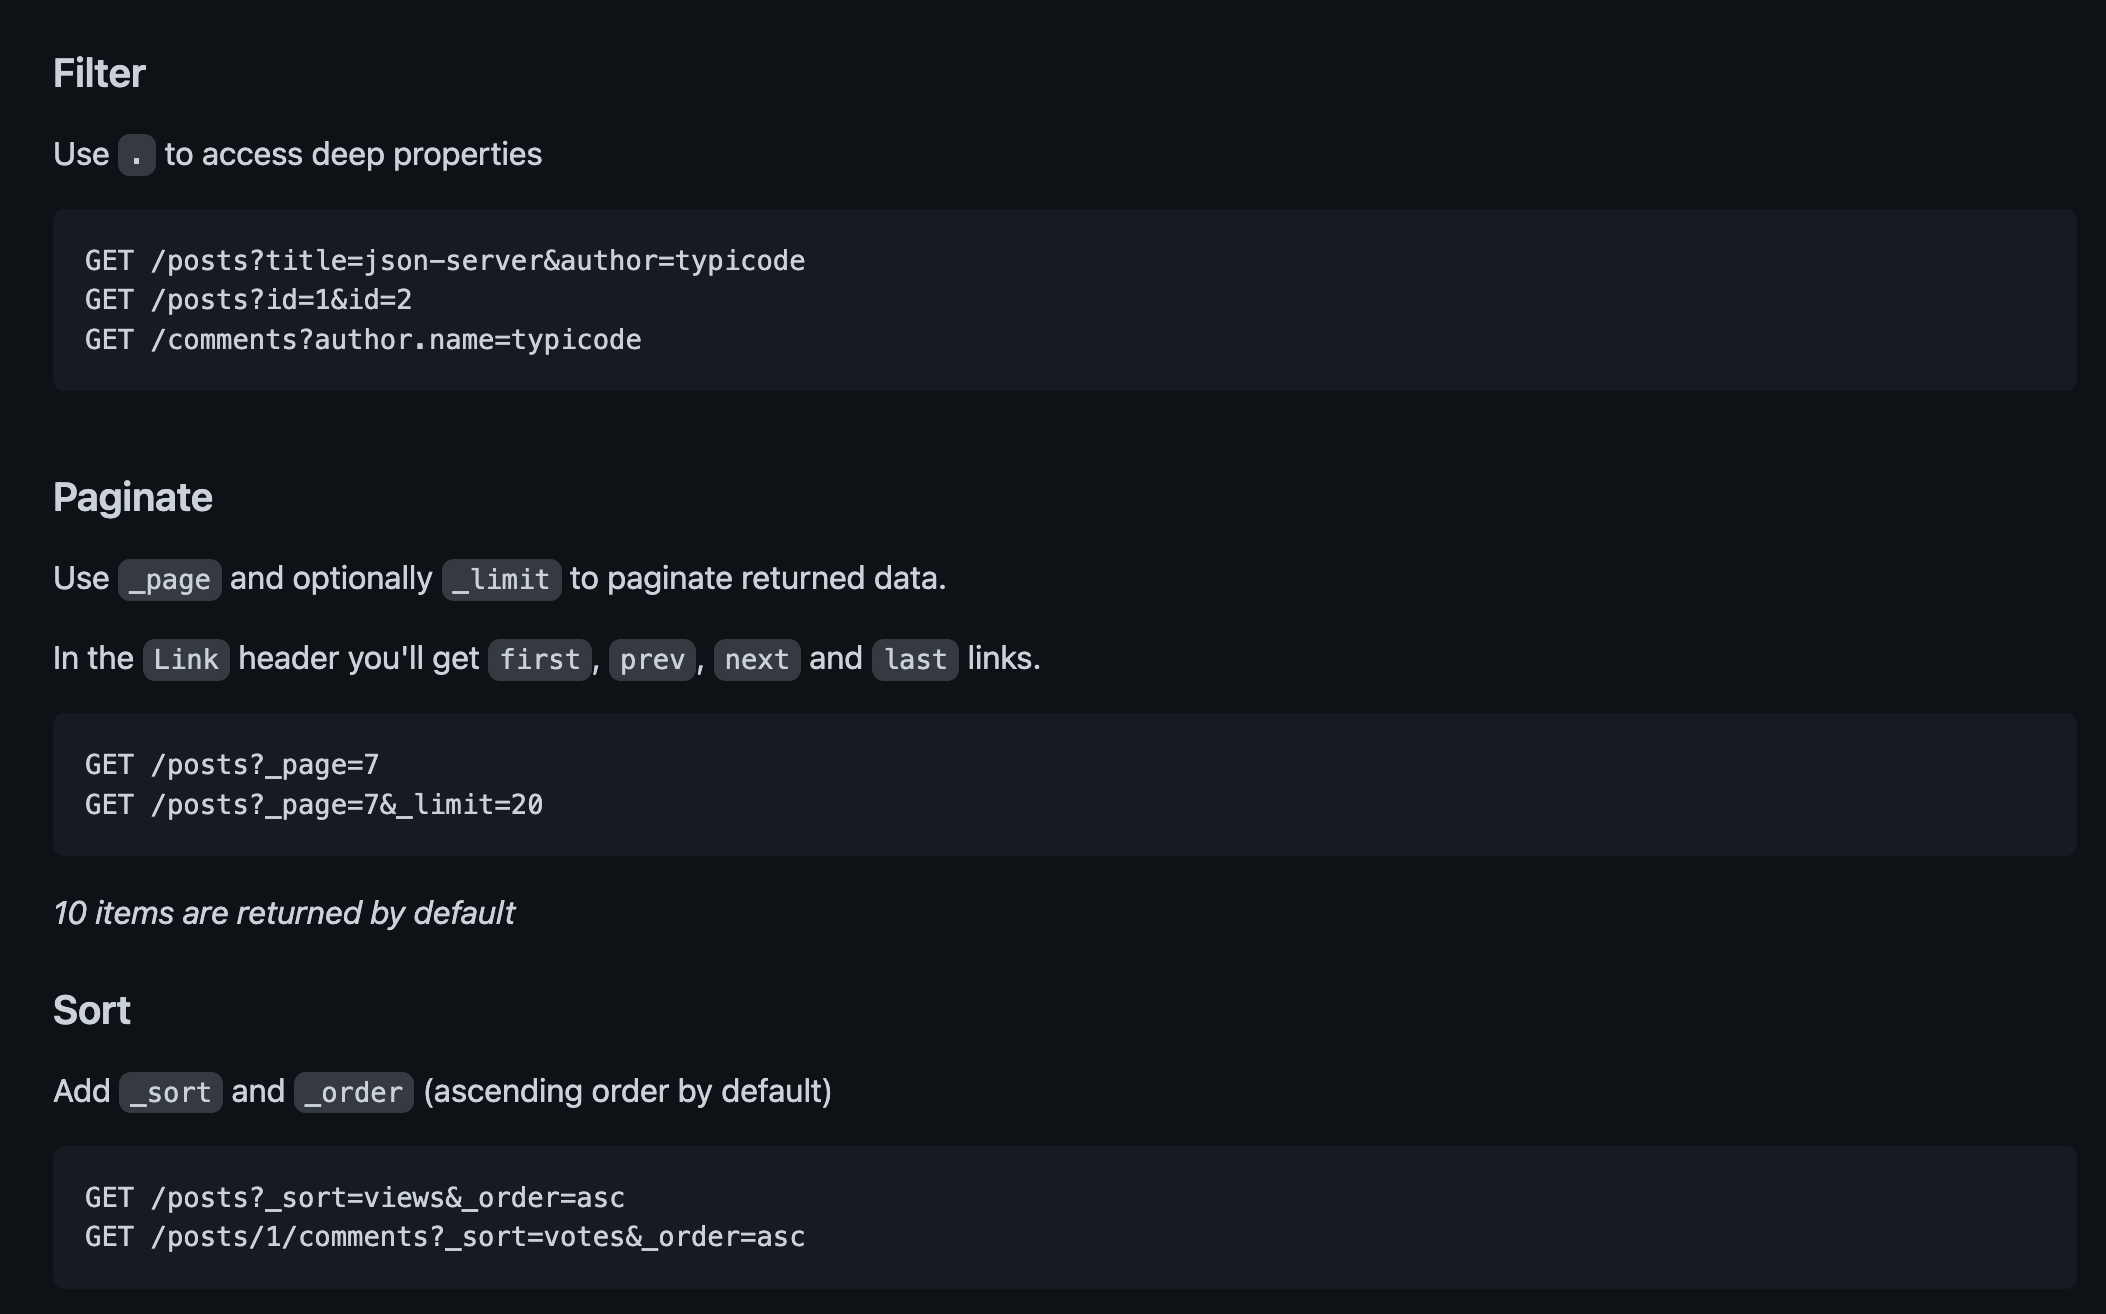 Filter
Use . to access deep properties
GET /posts?title=json-server&author=typicode
GET /posts?id=1&id=2
GET /comments?author.name=typicode
Paginate
Use _page and optionally _limit to paginate returned data.
In the Link header you'll get first, prev, next and last links.
GET /posts?_page=7
GET /posts?_page=7&_limit=20
10 items are returned by default
Sort
Add _sort and _order (ascending order by default)
GET /posts?_sort=views&_order=asc
GET /posts/1/comments?_sort=votes&_order=asc